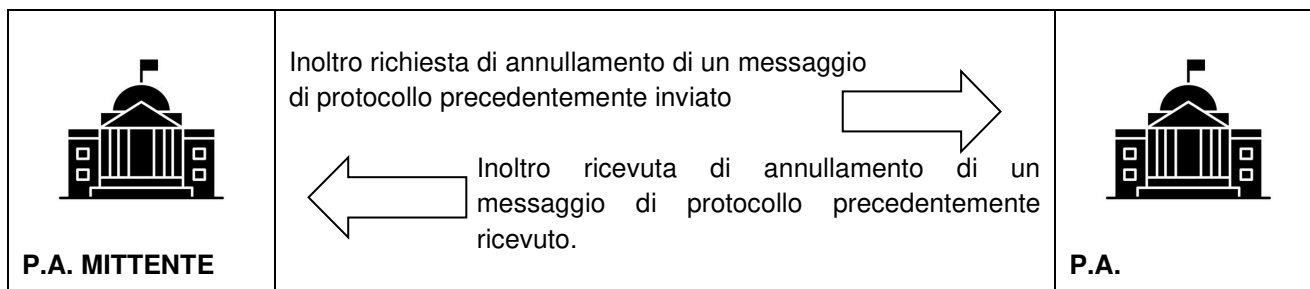 Inoltro richiesta di annullamento di un messaggio
di protocollo precedentemente inviato
Inoltro ricevuta di annullamento di un
messaggio di protocollo precedentemente
ricevuto.
P.A. MITTENTE
P.A.